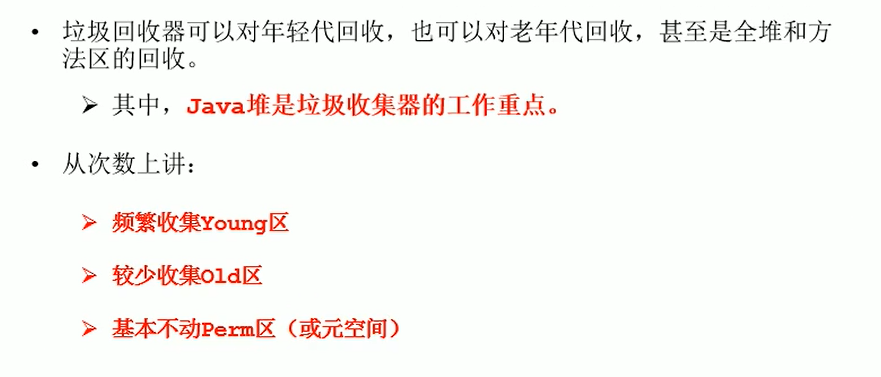 • 垃圾回收器可以对年轻代回收，也可以对老年代回收，甚至是全堆和方
法区的回收。
➢ 其中，Java堆是垃圾收集器的工作重点。
• 从次数上讲：
➢ 频繁收集Young区
➢ 较少收集Old区
➢ 基本不动Perm区（或元空间）